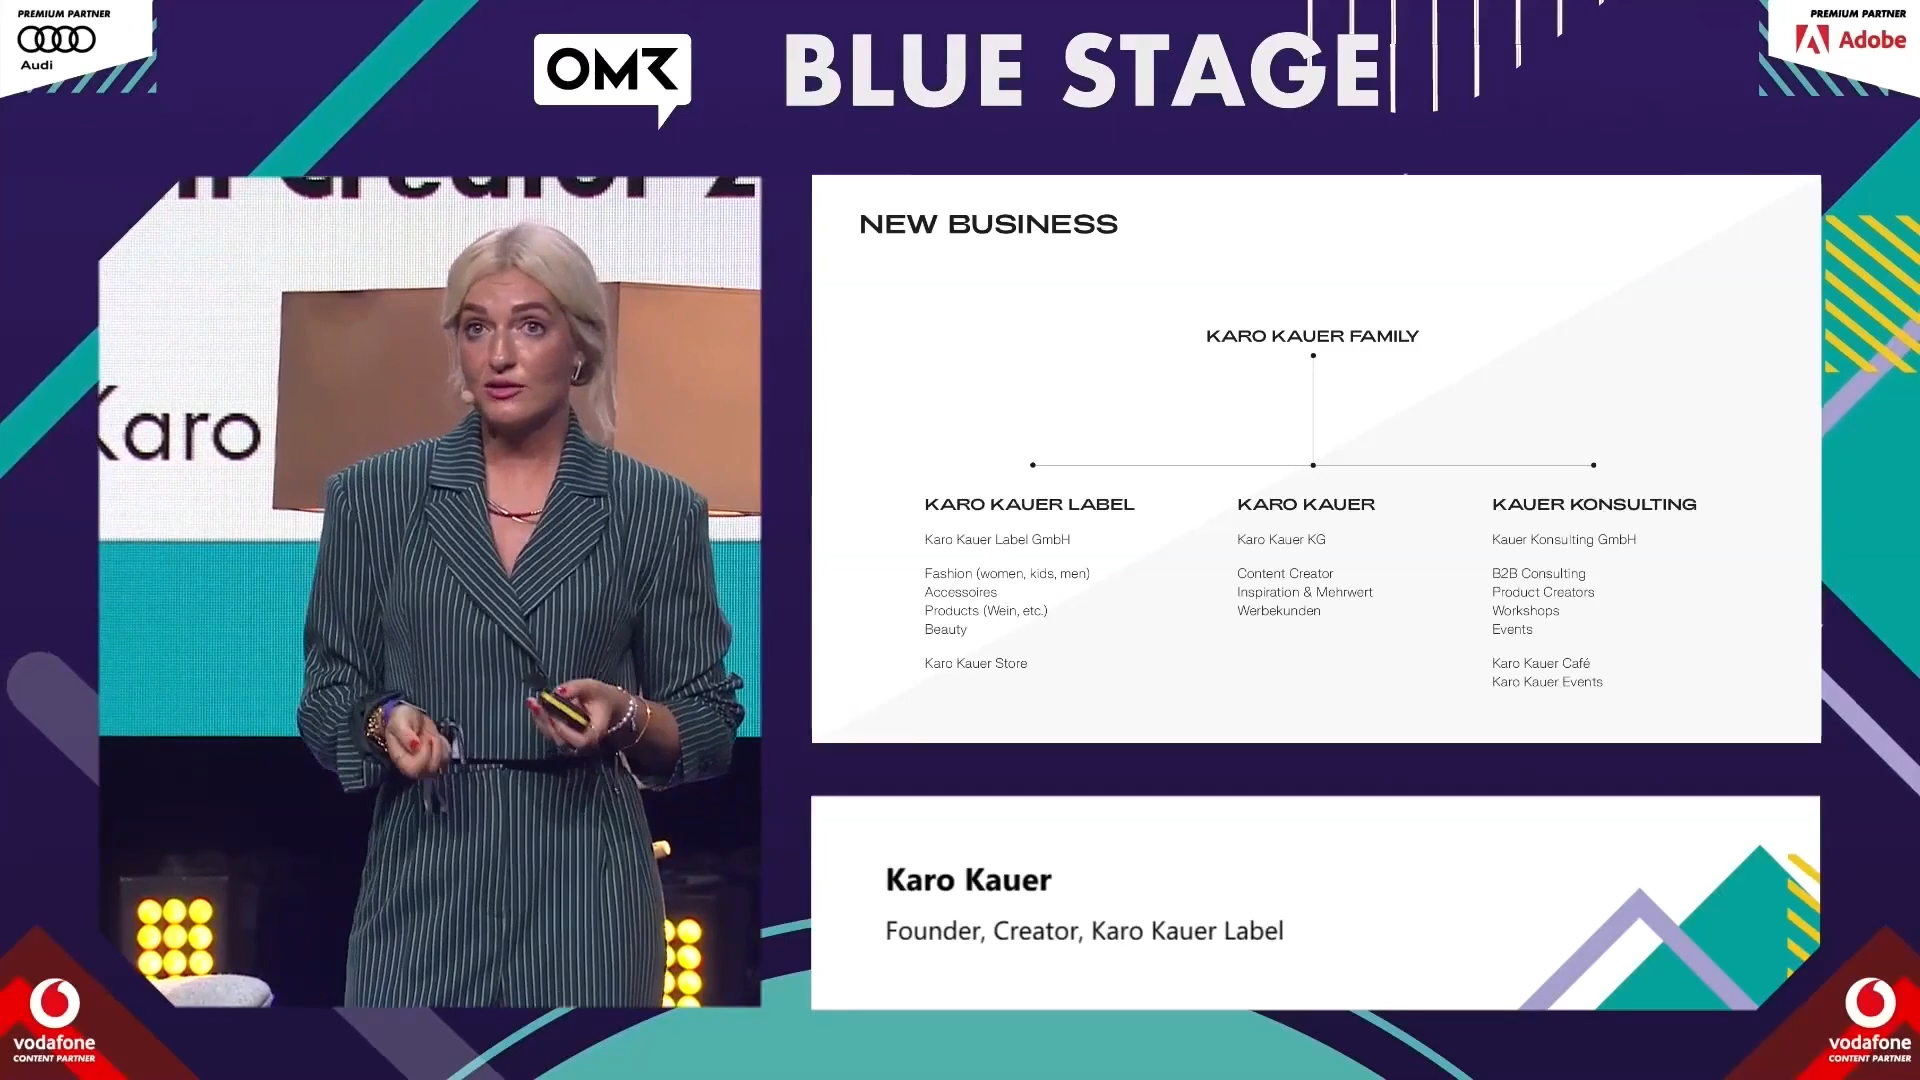 PREMIUM PARTNER
Audi
OMR
BLUE STAGE
PREMIUM PARTNER
Adobe
Creator 2
Karo
NEW BUSINESS
KARO KAUER FAMILY
KARO KAUER LABEL
Karo Kauer Label GmbH
Fashion (women, kids, men)
Accessoires
Products (Wein, etc.)
Beauty
Karo Kauer Store
KARO KAUER
Karo Kauer KG
Content Creator
Inspiration & Mehrwert
Werbekunden
KAUER KONSULTING
Kauer Konsulting GmbH
B2B Consulting
Product Creators
Workshops
Events
Karo Kauer Café
Karo Kauer Events
Karo Kauer
Founder, Creator, Karo Kauer Label
vodafone
CONTENT PARTNER
vodafone
CONTENT PARTNER